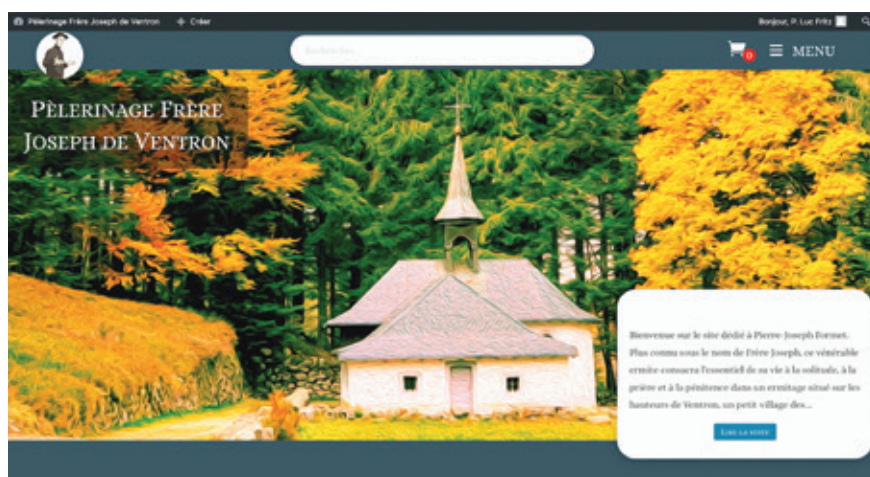 Pèlerinage Frère Joseph de Ventron
Créer
Bonjour, P. Luc Fritz
Rechercher...
0
MENU
PÈLERINAGE FRÈRE
JOSEPH DE VENTRON
Bienvenue sur le site dédié à Pierre-Joseph Formet.
Plus connu sous le nom de Frère Joseph, ce vénérable
ermite consacra l'essentiel de sa vie à la solitude, à la
prière et à la pénitence dans un ermitage situé sur les
hauteurs de Ventron, un petit village des...
LIRE LA SUITE